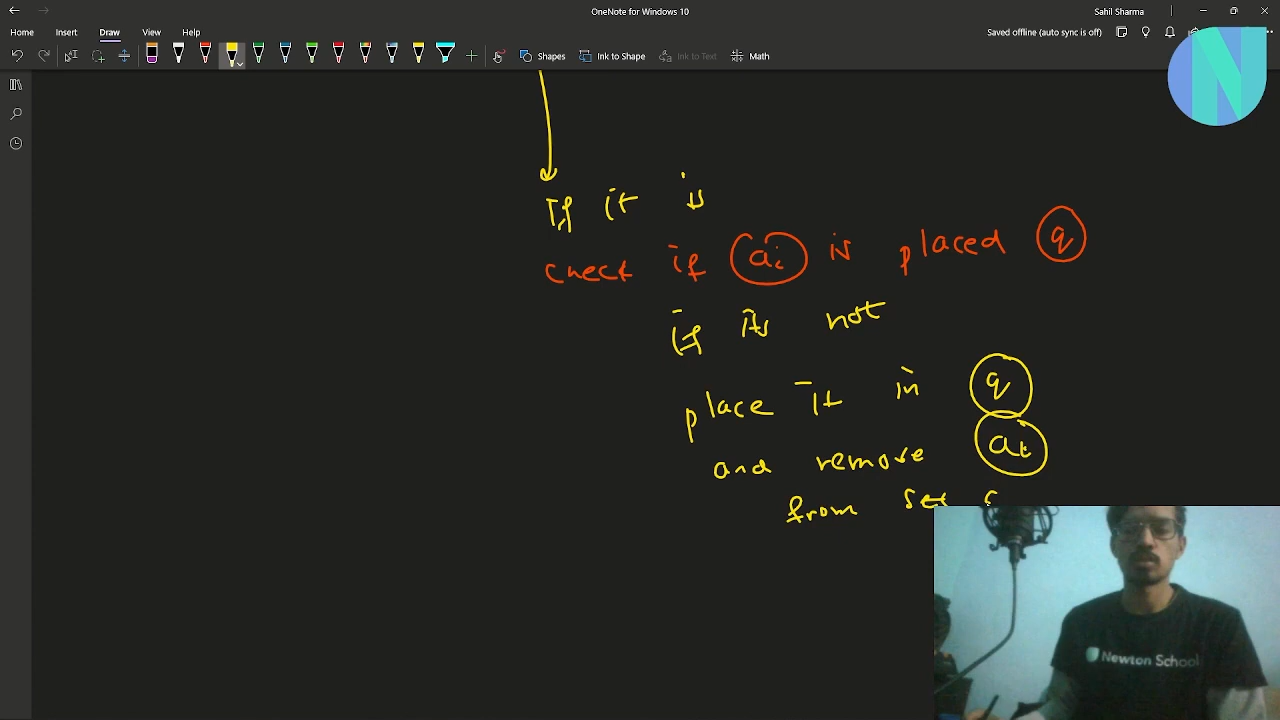 OneNote for Windows 10
Sahil Sharma
Home Insert Draw View Help
Saved offline (auto sync is off)
Shapes Ink to Shape Ink to Text Math
If it is
check if ai is placed q
if its not
place it in q
and remove ai
from set
Newton School